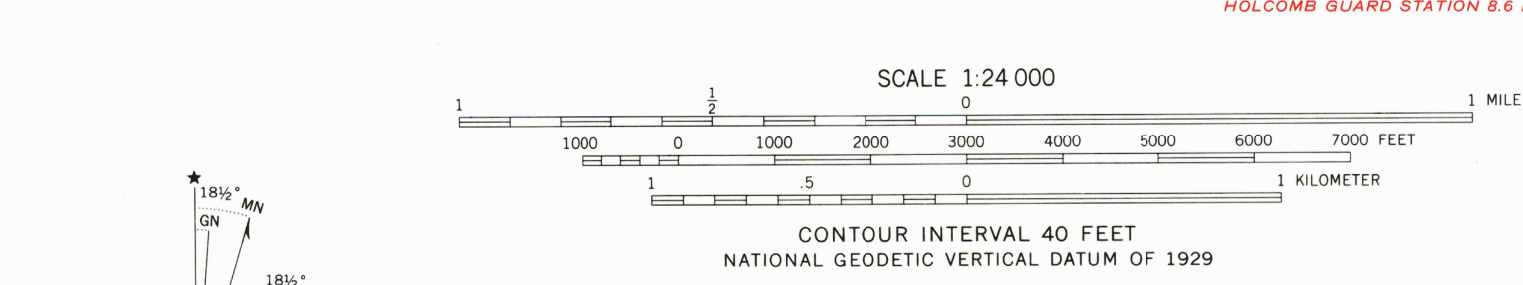 HOLCOMB GUARD STATION 8.6
SCALE 1:24 000
1 ½ 0 1 MILE
1000 0 1000 2000 3000 4000 5000 6000 7000 FEET
1 .5 0 1 KILOMETER
CONTOUR INTERVAL 40 FEET
NATIONAL GEODETIC VERTICAL DATUM OF 1929
★
18½° MN
GN
18½°